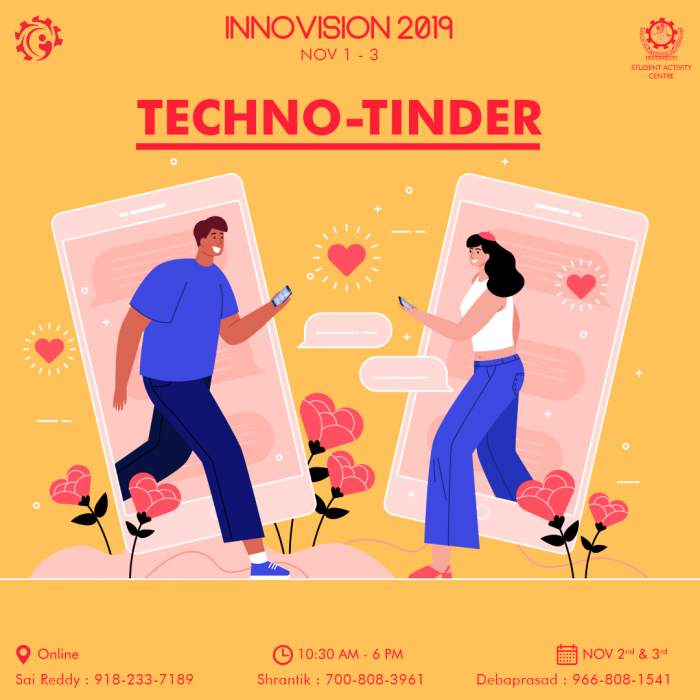 INNOVISION 2019
NOV 1 - 3
STUDENT ACTIVITY
CENTRE
TECHNO-TINDER
Online
10:30 AM - 6 PM
NOV 2nd & 3rd
Sai Reddy : 918-233-7189
Shrantik : 700-808-3961
Debaprasad : 966-808-1541